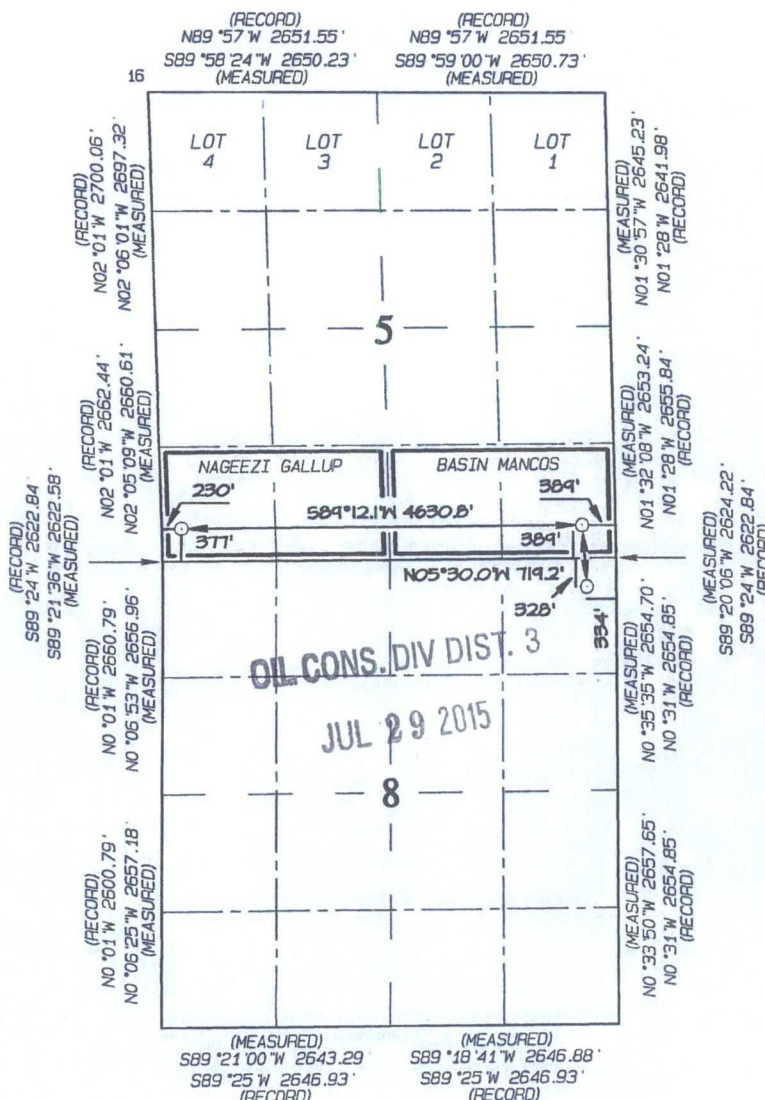 (RECORD)
N89°57'W 2651.55'
S89°58'24"W 2650.23'
(MEASURED)
(RECORD)
N89°57'W 2651.55
S89°59'00"W 2650.73'
(MEASURED)
16
LOT
4
LOT
3
LOT
2
LOT
1
(RECORD)
N02°01'W 2700.06'
N02°06'01"W 2697.32'
(MEASURED)
(MEASURED)
N01°30'57"W 2645.23'
N01°28'W 2641.98'
(RECORD)
5
(RECORD)
N02°01'W 2662.44'
N02°05'09"W 2660.61'
(MEASURED)
(MEASURED)
N01°32'08"W 2653.24'
N01°28'W 2655.84'
(RECORD)
NAGEEZI GALLUP
BASIN MANCOS
230'
389'
S89°12.1'W 4630.8'
377'
389'
N05°30.0'W 719.2'
328'
334'
(RECORD)
S89°24'W 2622.84'
S89°21'36"W 2622.58'
(MEASURED)
(MEASURED)
S89°20'06"W 2624.22'
S89°24'W 2622.84'
(RECORD)
(RECORD)
N0°01'W 2660.79'
N0°06'53"W 2656.96'
(MEASURED)
(MEASURED)
N0°35'35"W 2654.70'
N0°31'W 2654.85'
(RECORD)
OIL CONS. DIV DIST. 3
JUL 29 2015
8
(RECORD)
N0°01'W 2600.79'
N0°06'25"W 2657.18'
(MEASURED)
(MEASURED)
N0°33'50"W 2657.65'
N0°31'W 2654.85'
(RECORD)
(MEASURED)
S89°21'00"W 2643.29
S89°25'W 2646.93'
(RECORD)
(MEASURED)
S89°18'41"W 2646.88'
S89°25'W 2646.93'
(RECORD)